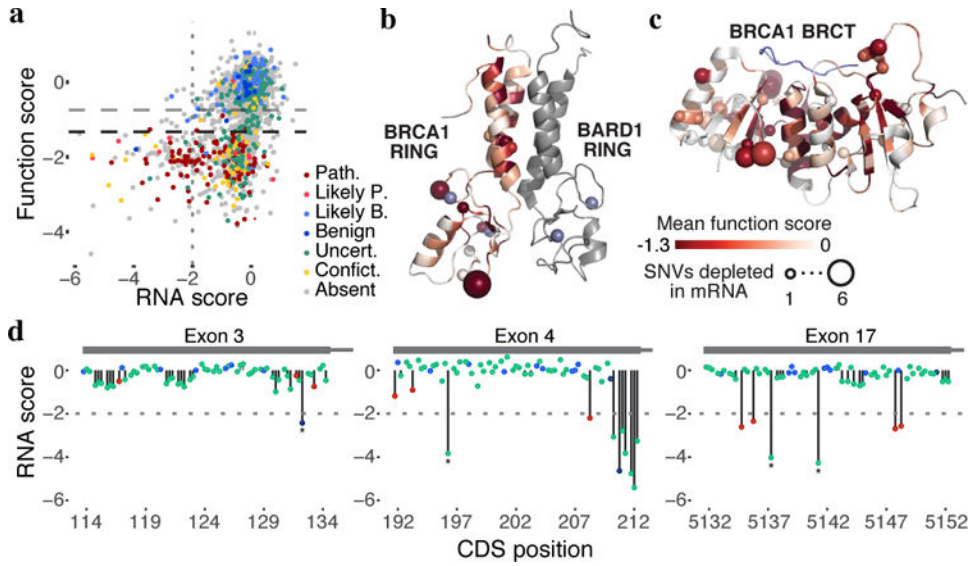 a
Function score
0
−2
−4
−6
−4
−2
0
2
RNA score
Path.
Likely P.
Likely B.
Benign
Uncert.
Confict.
Absent
b
BRCA1
RING
BARD1
RING
c
BRCA1 BRCT
Mean function score
-1.3
0
SNVs depleted
in mRNA
1
6
d
Exon 3
Exon 4
Exon 17
RNA score
0
−2
−4
−6
*
114
119
124
129
134
0
−2
−4
−6
*
192
197
202
207
212
0
−2
−4
−6
*
*
5132
5137
5142
5147
5152
CDS position